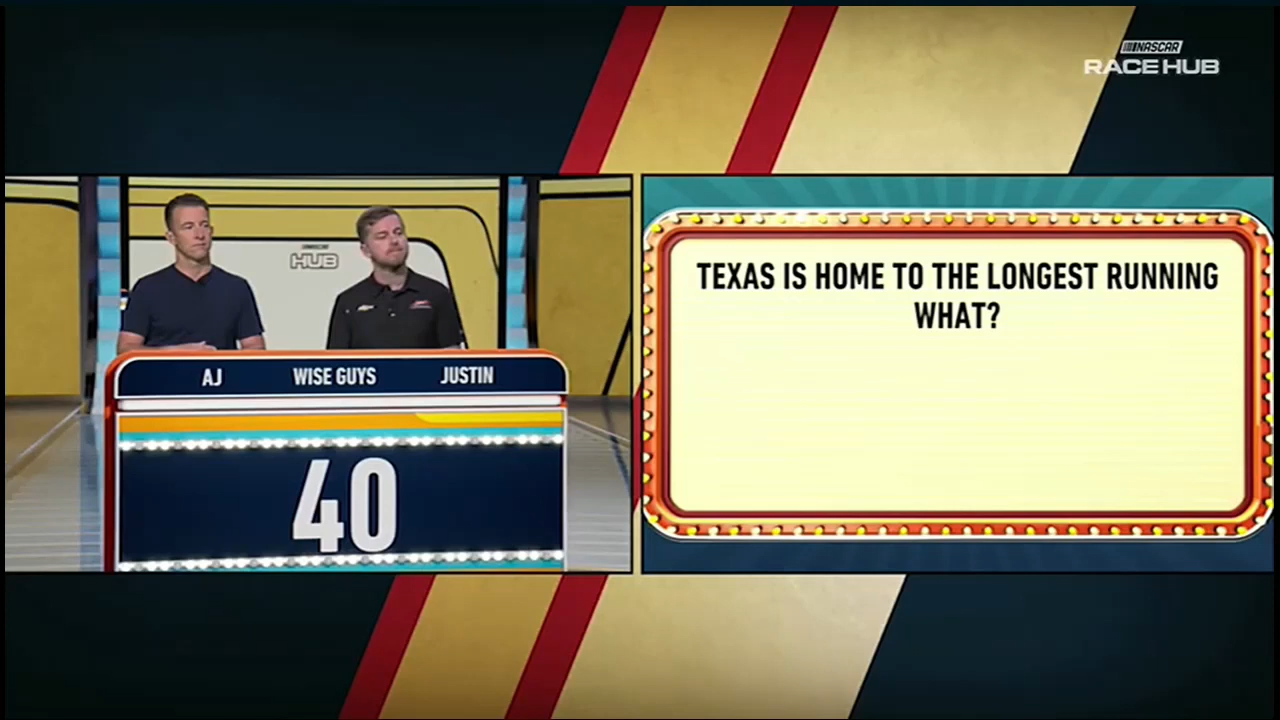 NASCAR
RACE HUB
HUB
TEXAS IS HOME TO THE LONGEST RUNNING
WHAT?
AJ
WISE GUYS
JUSTIN
40